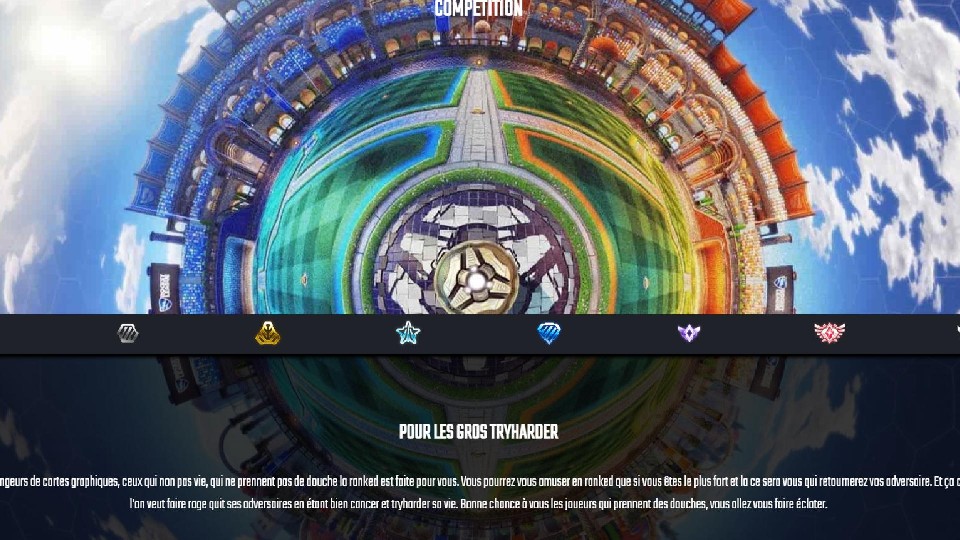 COMPETITION
POUR LES GROS TRYHARDER
ngeurs de cartes graphiques, ceux qui non pas vie, qui ne prennent pas de douche la ranked est faite pour vous. Vous pourrez vous amuser en ranked que si vous êtes le plus fort et la ce sera vous qui retournerez vos adversaire. Et ça
l'on veut faire rage quit ses adversaires en étant bien cancer et tryharder sa vie. Bonne chance à vous les joueurs qui prennent des douches, vous allez vous faire éclater.